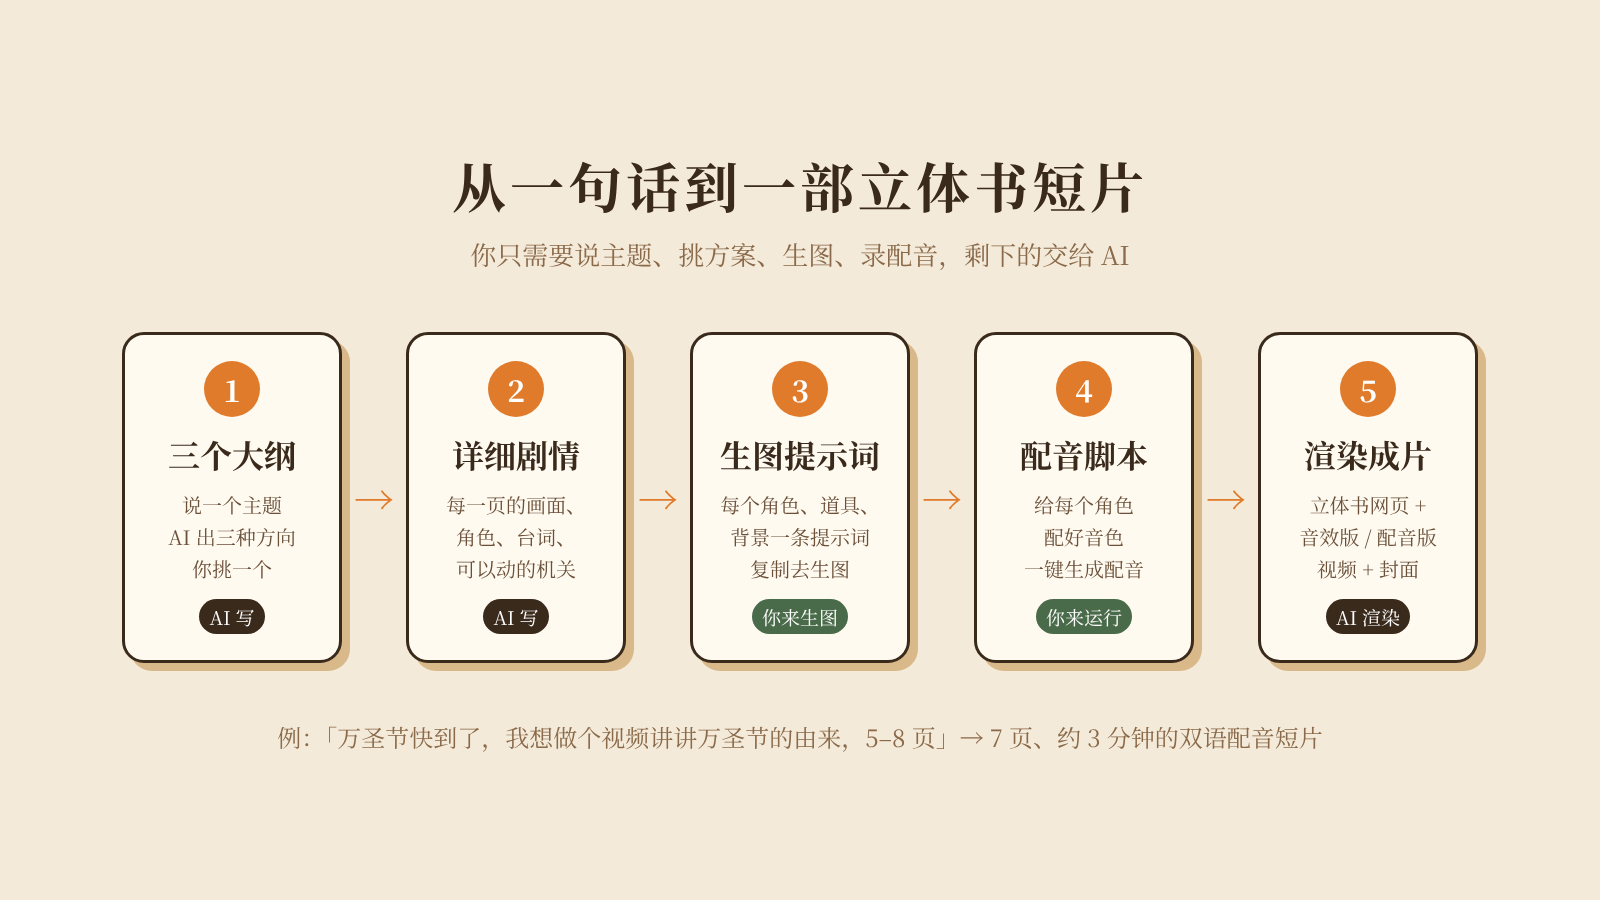 从一句话到一部立体书短片
你只需要说主题、挑方案、生图、录配音，剩下的交给 AI
1
三个大纲
说一个主题
AI 出三种方向
你挑一个
AI 写
→
2
详细剧情
每一页的画面、
角色、台词、
可以动的机关
AI 写
→
3
生图提示词
每个角色、道具、
背景一条提示词
复制去生图
你来生图
→
4
配音脚本
给每个角色
配好音色
一键生成配音
你来运行
→
5
渲染成片
立体书网页 +
音效版 / 配音版
视频 + 封面
AI 渲染
例：「万圣节快到了，我想做个视频讲讲万圣节的由来，5–8 页」→ 7 页、约 3 分钟的双语配音短片